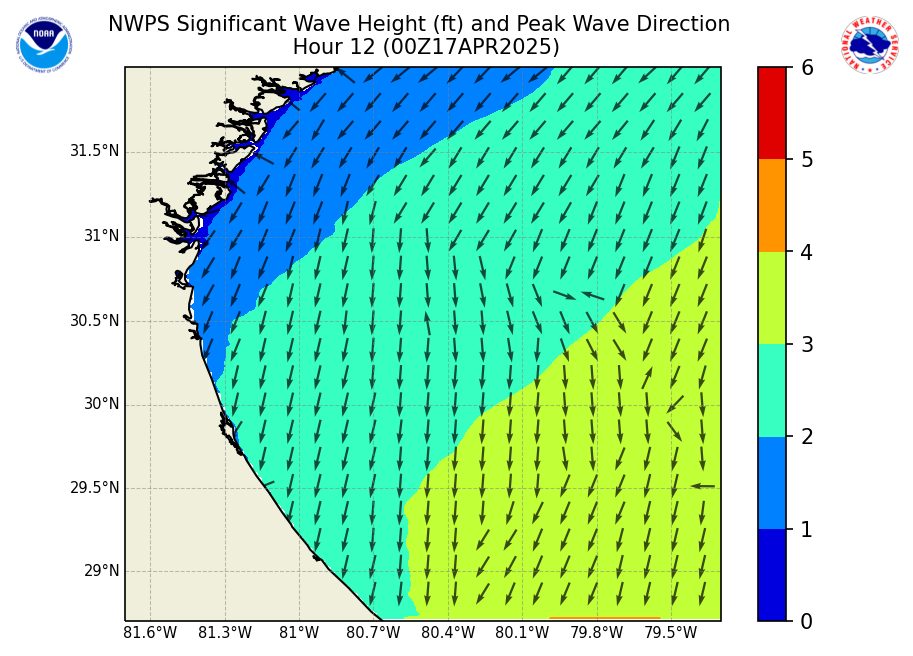 NWPS Significant Wave Height (ft) and Peak Wave Direction
Hour 12 (00Z17APR2025)
NOAA
NATIONAL WEATHER SERVICE
31.5°N
31°N
30.5°N
30°N
29.5°N
29°N
81.6°W 81.3°W 81°W 80.7°W 80.4°W 80.1°W 79.8°W 79.5°W
6
5
4
3
2
1
0